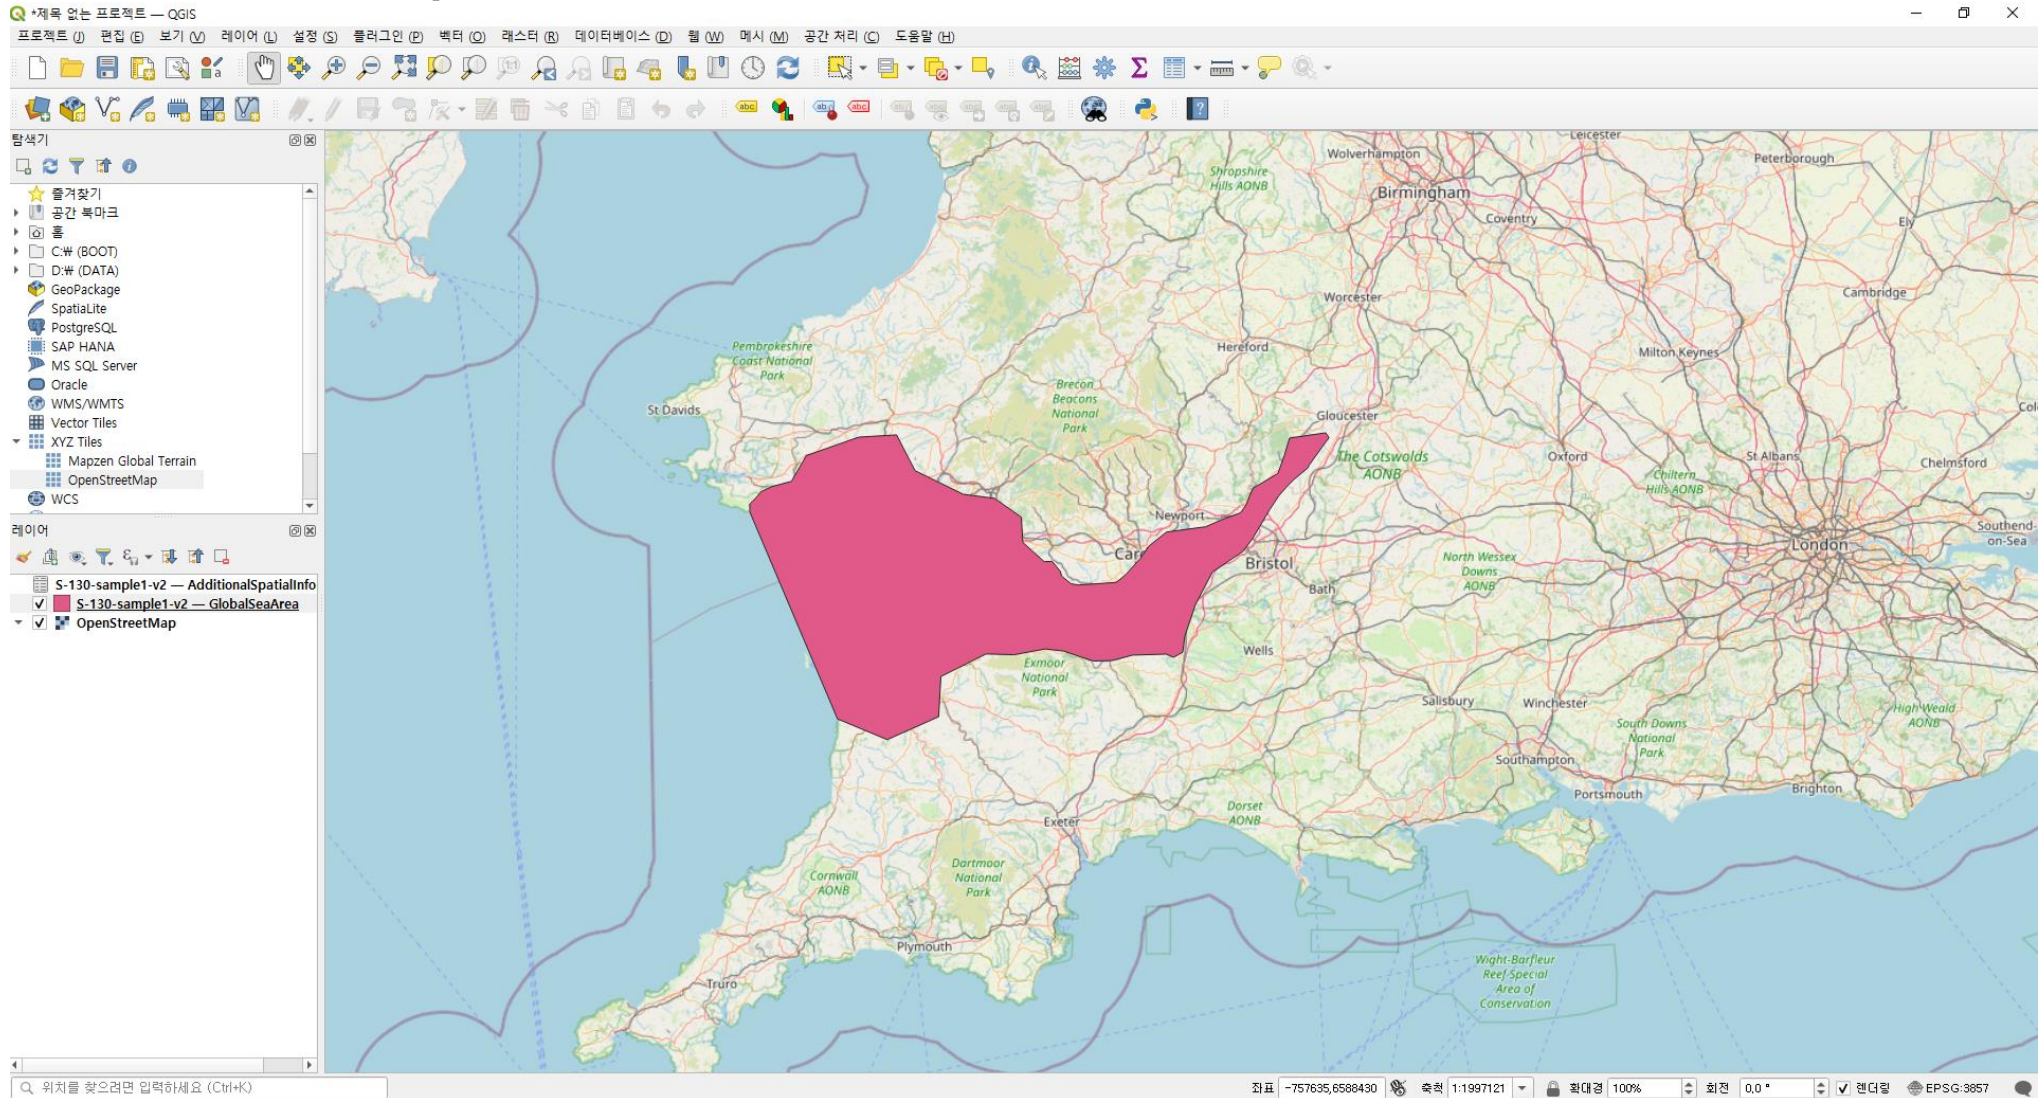 *제목 없는 프로젝트 — QGIS
프로젝트 (J) 편집 (E) 보기 (V) 레이어 (L) 설정 (S) 플러그인 (P) 벡터 (O) 래스터 (R) 데이터베이스 (D) 웹 (W) 메시 (M) 공간 처리 (C) 도움말 (H)
탐색기
즐겨찾기
공간 북마크
홈
C:₩ (BOOT)
D:₩ (DATA)
GeoPackage
SpatiaLite
PostgreSQL
SAP HANA
MS SQL Server
Oracle
WMS/WMTS
Vector Tiles
XYZ Tiles
Mapzen Global Terrain
OpenStreetMap
WCS
레이어
S-130-sample1-v2 — AdditionalSpatialInfo
S-130-sample1-v2 — GlobalSeaArea
OpenStreetMap
Leicester
Wolverhampton
Peterborough
Shropshire
Hills AONB
Birmingham
Coventry
Ely
Worcester
Cambridge
Pembrokeshire
Coast National
Park
Hereford
Milton Keynes
Brecon
Beacons
National
Park
St Davids
Gloucester
Col
The Cotswolds
AONB
Oxford
St Albans
Chelmsford
Chiltern
Hills AONB
Newport
Southend-
on-Sea
London
Car
Bristol
North Wessex
Downs
AONB
Bath
Wells
Exmoor
National
Park
Salisbury
Winchester
High Weald
AONB
South Downs
National
Park
Southampton
Portsmouth
Brighton
Dorset
AONB
Exeter
Dartmoor
National
Park
Cornwall
AONB
Plymouth
Wight-Barfleur
Reef Special
Area of
Conservation
Truro
위치를 찾으려면 입력하세요 (Ctrl+K)
좌표 -757635,6588430 축척 1:1997121 확대경 100% 회전 0,0 ° 렌더링 EPSG:3857